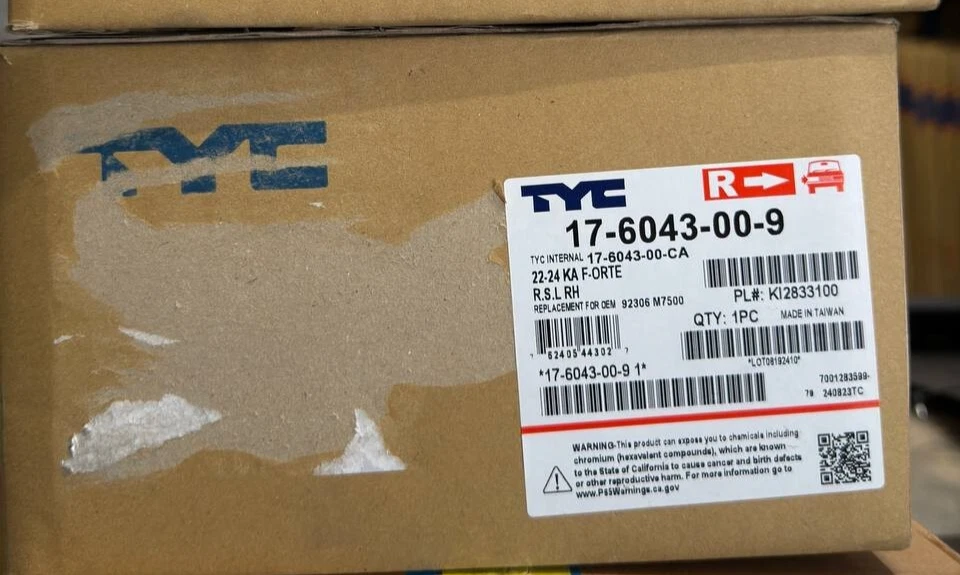 TYC
TYC
R
17-6043-00-9
TYC INTERNAL 17-6043-00-CA
22-24 KA F-ORTE
R.S.L RH
REPLACEMENT FOR OEM 92306 M7500
PL#: KI2833100
QTY: 1PC MADE IN TAIWAN
7 52405 44302 7
*LOT08192410*
*17-6043-00-9 1*
7001283599-
79 240823TC
WARNING-This product can expose you to chemicals including
chromium (hexavalent compounds), which are known
to the State of California to cause cancer and birth defects
or other reproductive harm. For more information go to
www.P65Warnings.ca.gov